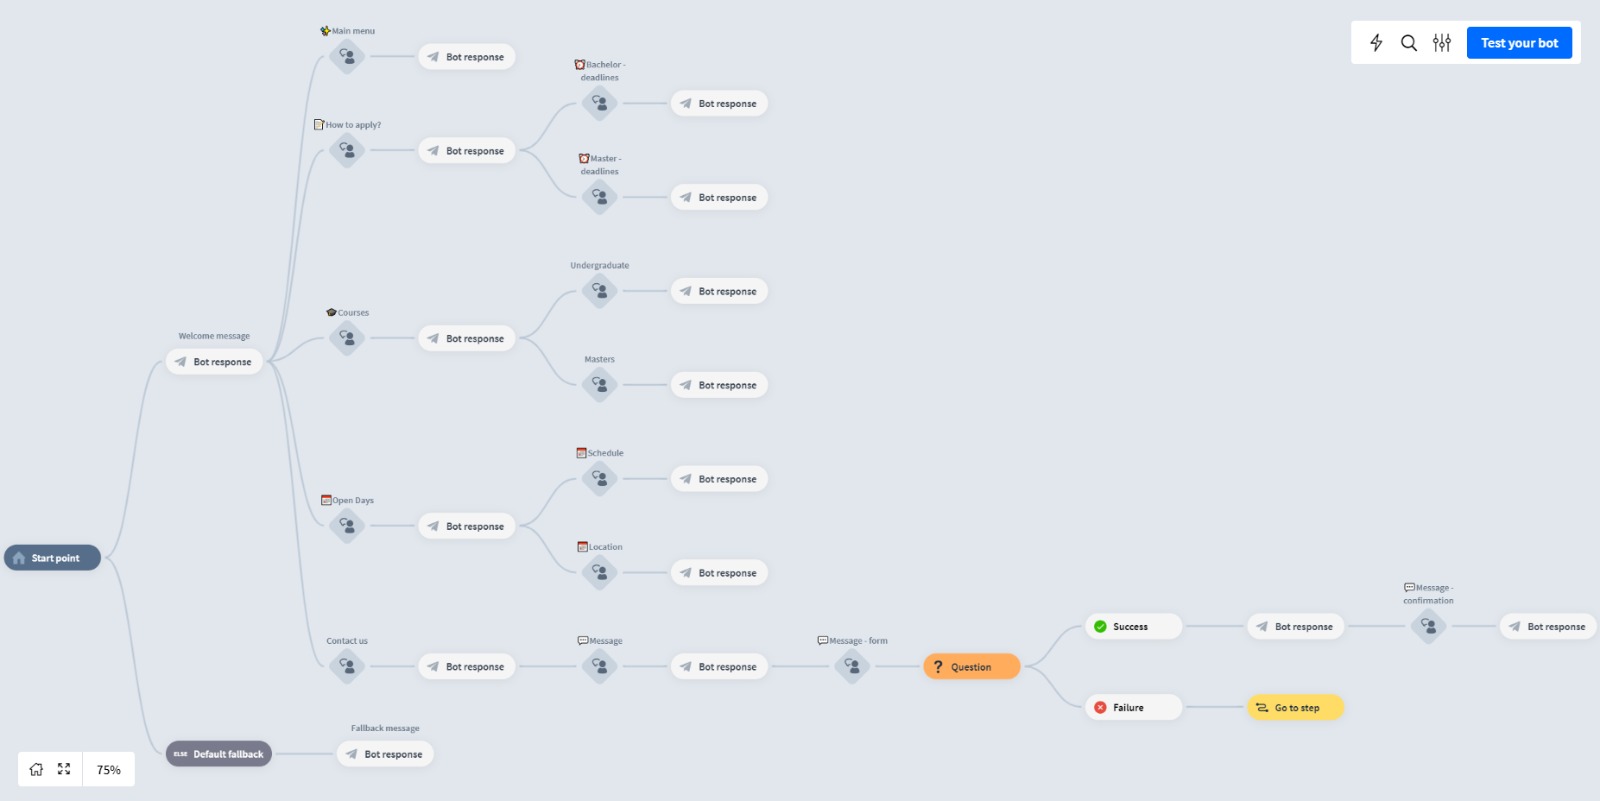 Main menu
Bot response
Test your bot
Bachelor -
deadlines
Bot response
How to apply?
Bot response
Master -
deadlines
Bot response
Undergraduate
Bot response
Courses
Bot response
Masters
Bot response
Welcome message
Bot response
Schedule
Bot response
Open Days
Bot response
Location
Bot response
Start point
Contact us
Bot response
Message
Bot response
Message - form
? Question
Success
Bot response
Message -
confirmation
Bot response
Failure
Go to step
Fallback message
ELSE Default fallback
Bot response
75%